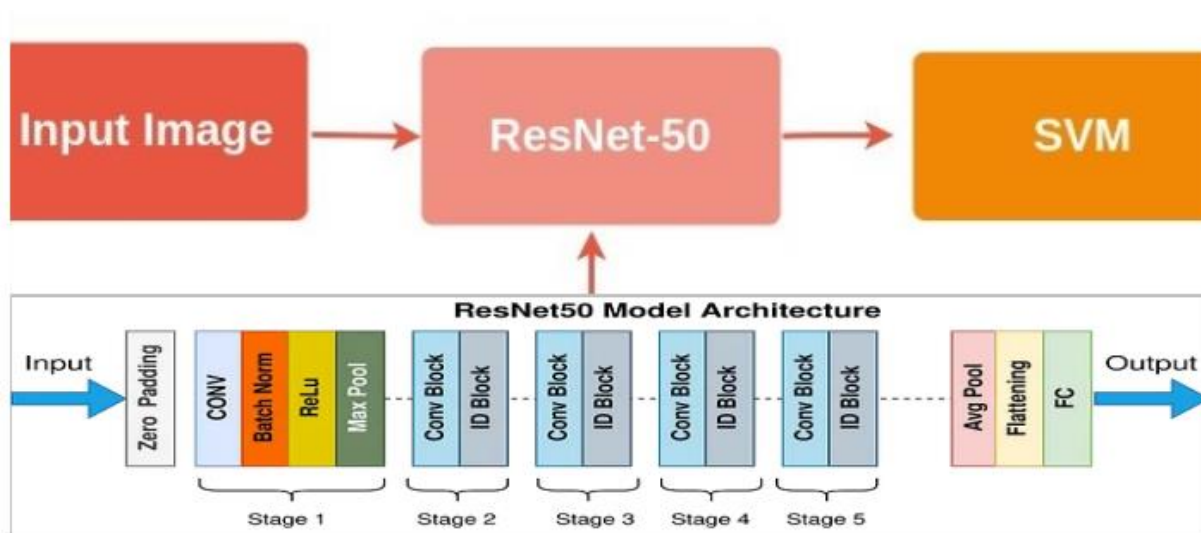 Input Image
ResNet-50
SVM
ResNet50 Model Architecture
Input
Zero Padding
CONV
Batch Norm
ReLu
Max Pool
Conv Block
ID Block
Conv Block
ID Block
Conv Block
ID Block
Conv Block
ID Block
Avg Pool
Flattening
FC
Output
Stage 1
Stage 2
Stage 3
Stage 4
Stage 5